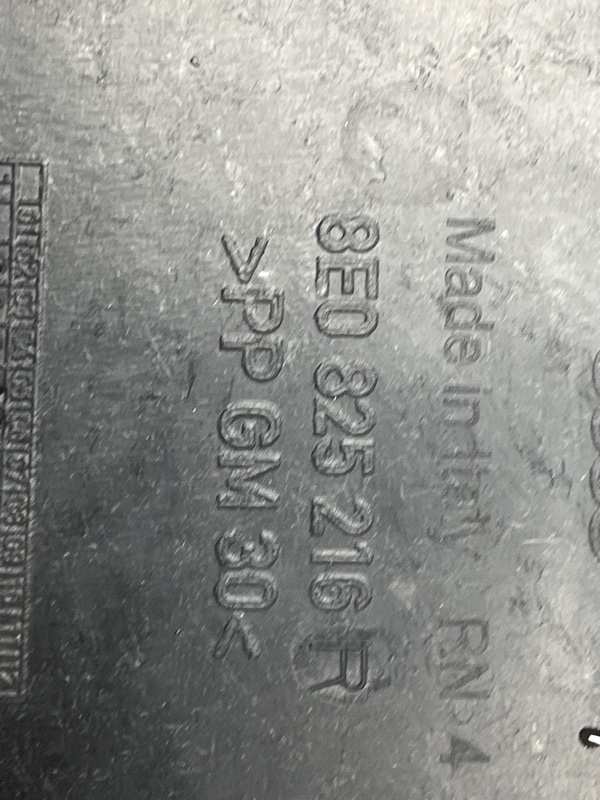 Made In Italy RN 4
8E0 825 216 R
>PP GM 30<